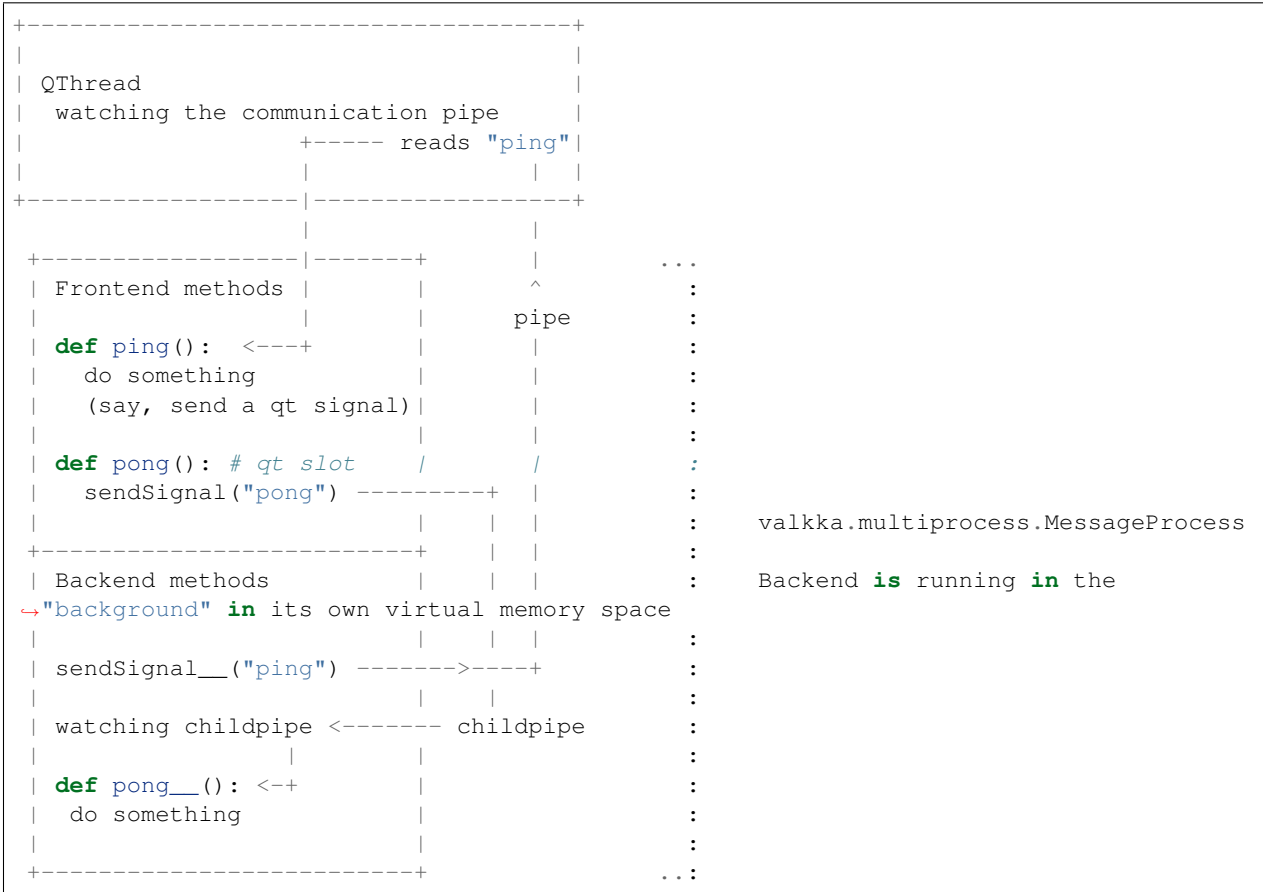 +--------------------------------------+
|                                      |
| QThread                              |
|  watching the communication pipe     |
|                   +----- reads "ping"|
|                   |               |  |
+-------------------|------------------+
                    |               |
 +------------------|-------+       |        ...
 | Frontend methods |       |       ^          :
 |                  |       |      pipe        :
 | def ping():  <---+       |       |          :
 |   do something           |       |          :
 |   (say, send a qt signal)|       |          :
 |                          |       |          :
 | def pong(): # qt slot    |       |          :
 |   sendSignal("pong") ---------+  |          :
 |                          |    |  |          :    valkka.multiprocess.MessageProcess
 +--------------------------+    |  |          :
 | Backend methods          |    |  |          :    Backend is running in the
↪"background" in its own virtual memory space
 |                          |    |  |          :
 | sendSignal__("ping") ------->----+          :
 |                          |    |             :
 | watching childpipe <------- childpipe       :
 |                 |        |                  :
 | def pong__(): <-+        |                  :
 |  do something            |                  :
 |                          |                  :
 +--------------------------+                ..: